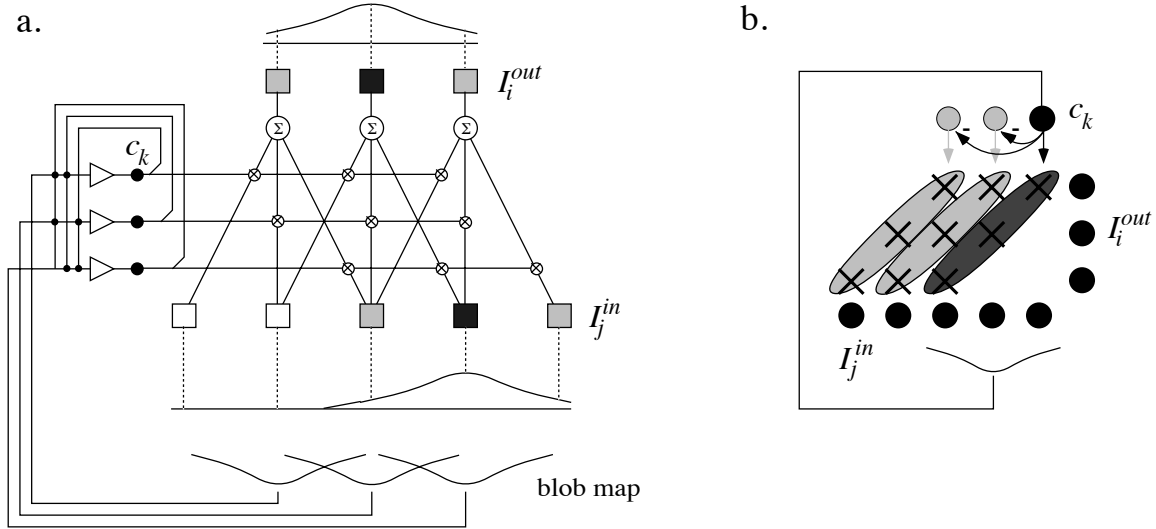 a.
b.
I_i^{out}
Σ Σ Σ
c_k
I_j^{in}
blob map
c_k
- -
I_i^{out}
I_j^{in}